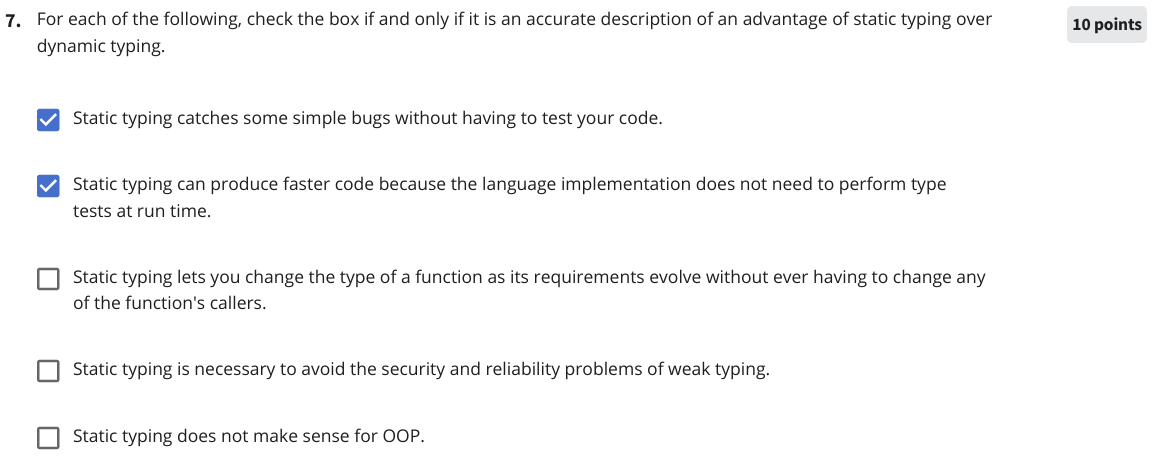 7. For each of the following, check the box if and only if it is an accurate description of an advantage of static typing over
dynamic typing.
10 points
Static typing catches some simple bugs without having to test your code.
Static typing can produce faster code because the language implementation does not need to perform type
tests at run time.
Static typing lets you change the type of a function as its requirements evolve without ever having to change any
of the function's callers.
Static typing is necessary to avoid the security and reliability problems of weak typing.
Static typing does not make sense for OOP.